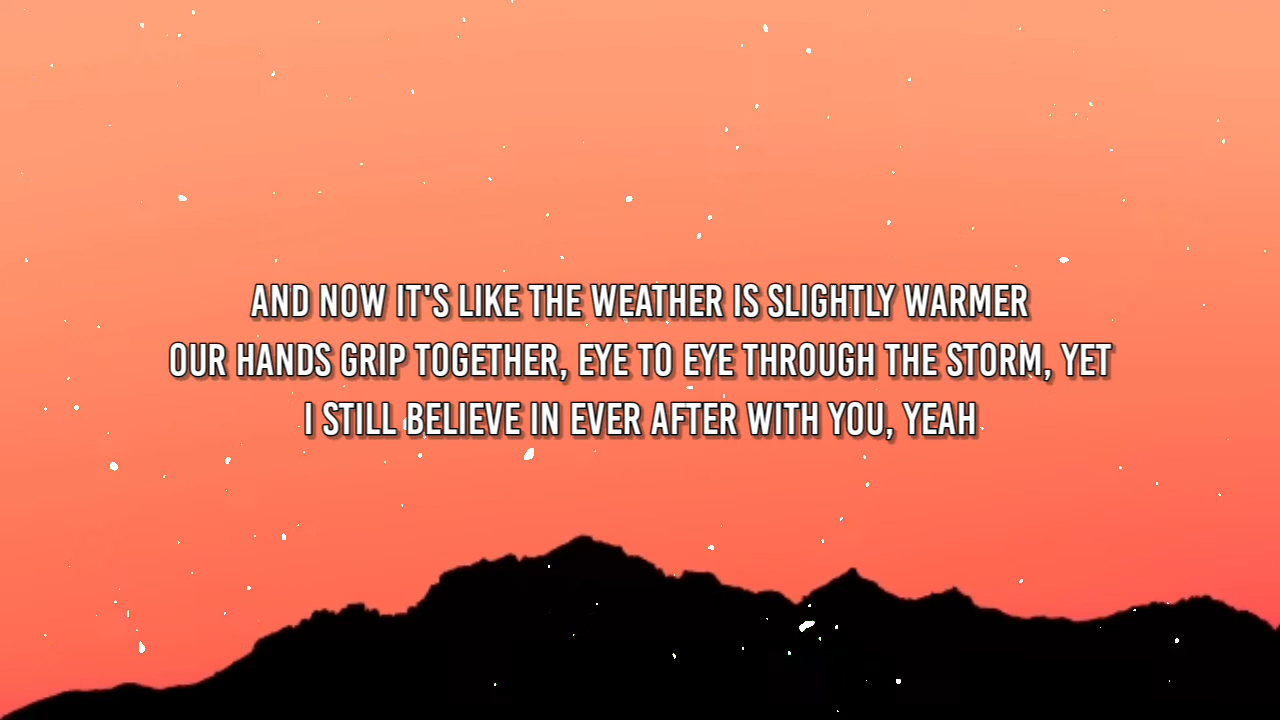 AND NOW IT'S LIKE THE WEATHER IS SLIGHTLY WARMER
OUR HANDS GRIP TOGETHER, EYE TO EYE THROUGH THE STORM, YET
I STILL BELIEVE IN EVER AFTER WITH YOU, YEAH